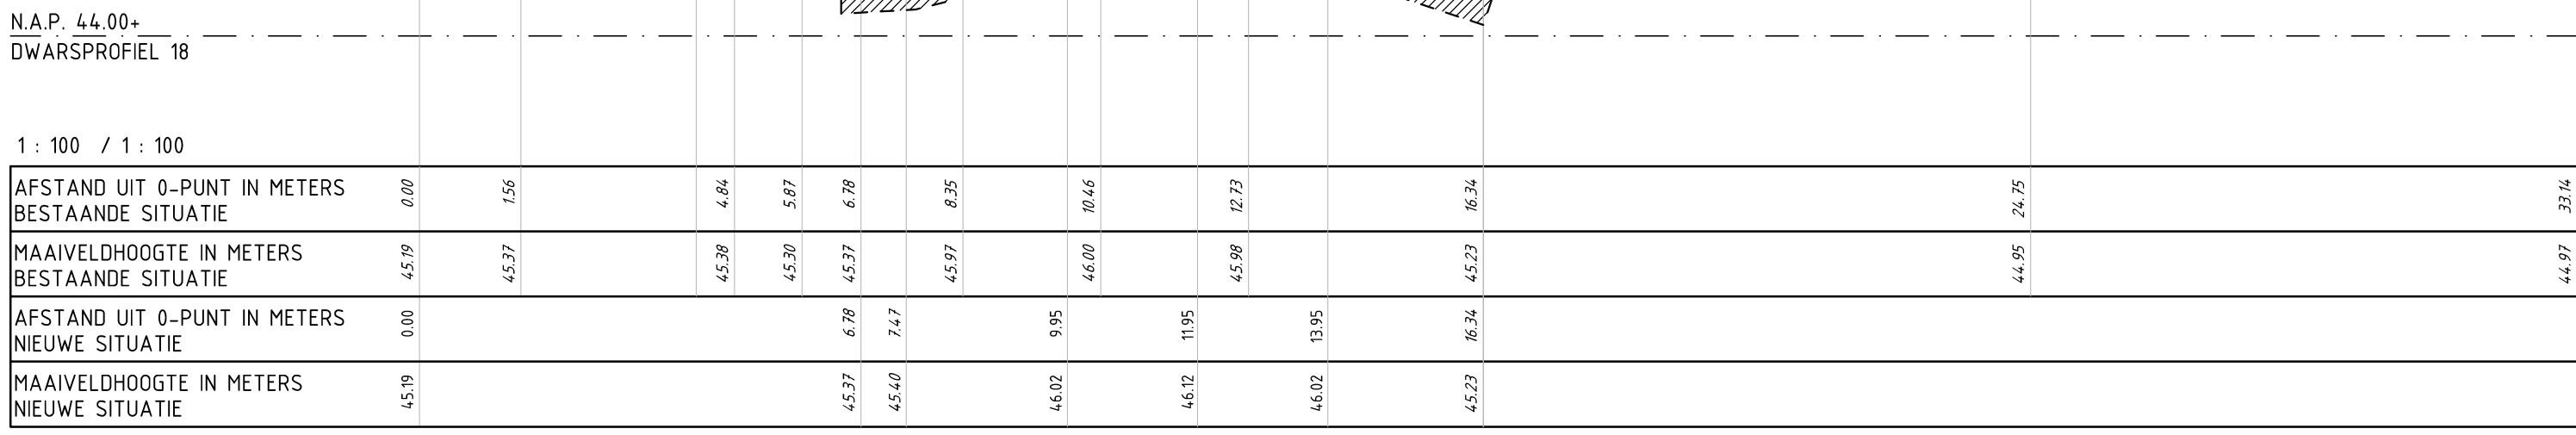 N.A.P. 44.00+
DWARSPROFIEL 18
1 : 100 / 1 : 100
AFSTAND UIT 0-PUNT IN METERS
BESTAANDE SITUATIE
0.00 1.56 4.84 5.87 6.78 8.35 10.46 12.73 16.34 24.75 33.14
MAAIVELDHOOGTE IN METERS
BESTAANDE SITUATIE
45.19 45.37 45.38 45.30 45.37 45.97 46.00 45.98 45.23 44.95 44.97
AFSTAND UIT 0-PUNT IN METERS
NIEUWE SITUATIE
0.00 6.78 7.47 9.95 11.95 13.95 16.34
MAAIVELDHOOGTE IN METERS
NIEUWE SITUATIE
45.19 45.37 45.40 46.02 46.12 46.02 45.23